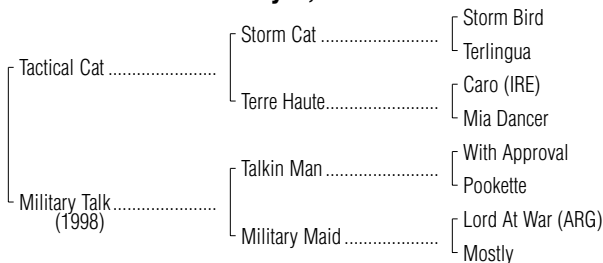 Storm Bird
Storm Cat ........................
Terlingua
Tactical Cat .......................
Caro (IRE)
Terre Haute........................
Mia Dancer
With Approval
Talkin Man ........................
Pookette
Military Talk......................
(1998)
Lord At War (ARG)
Military Maid ....................
Mostly